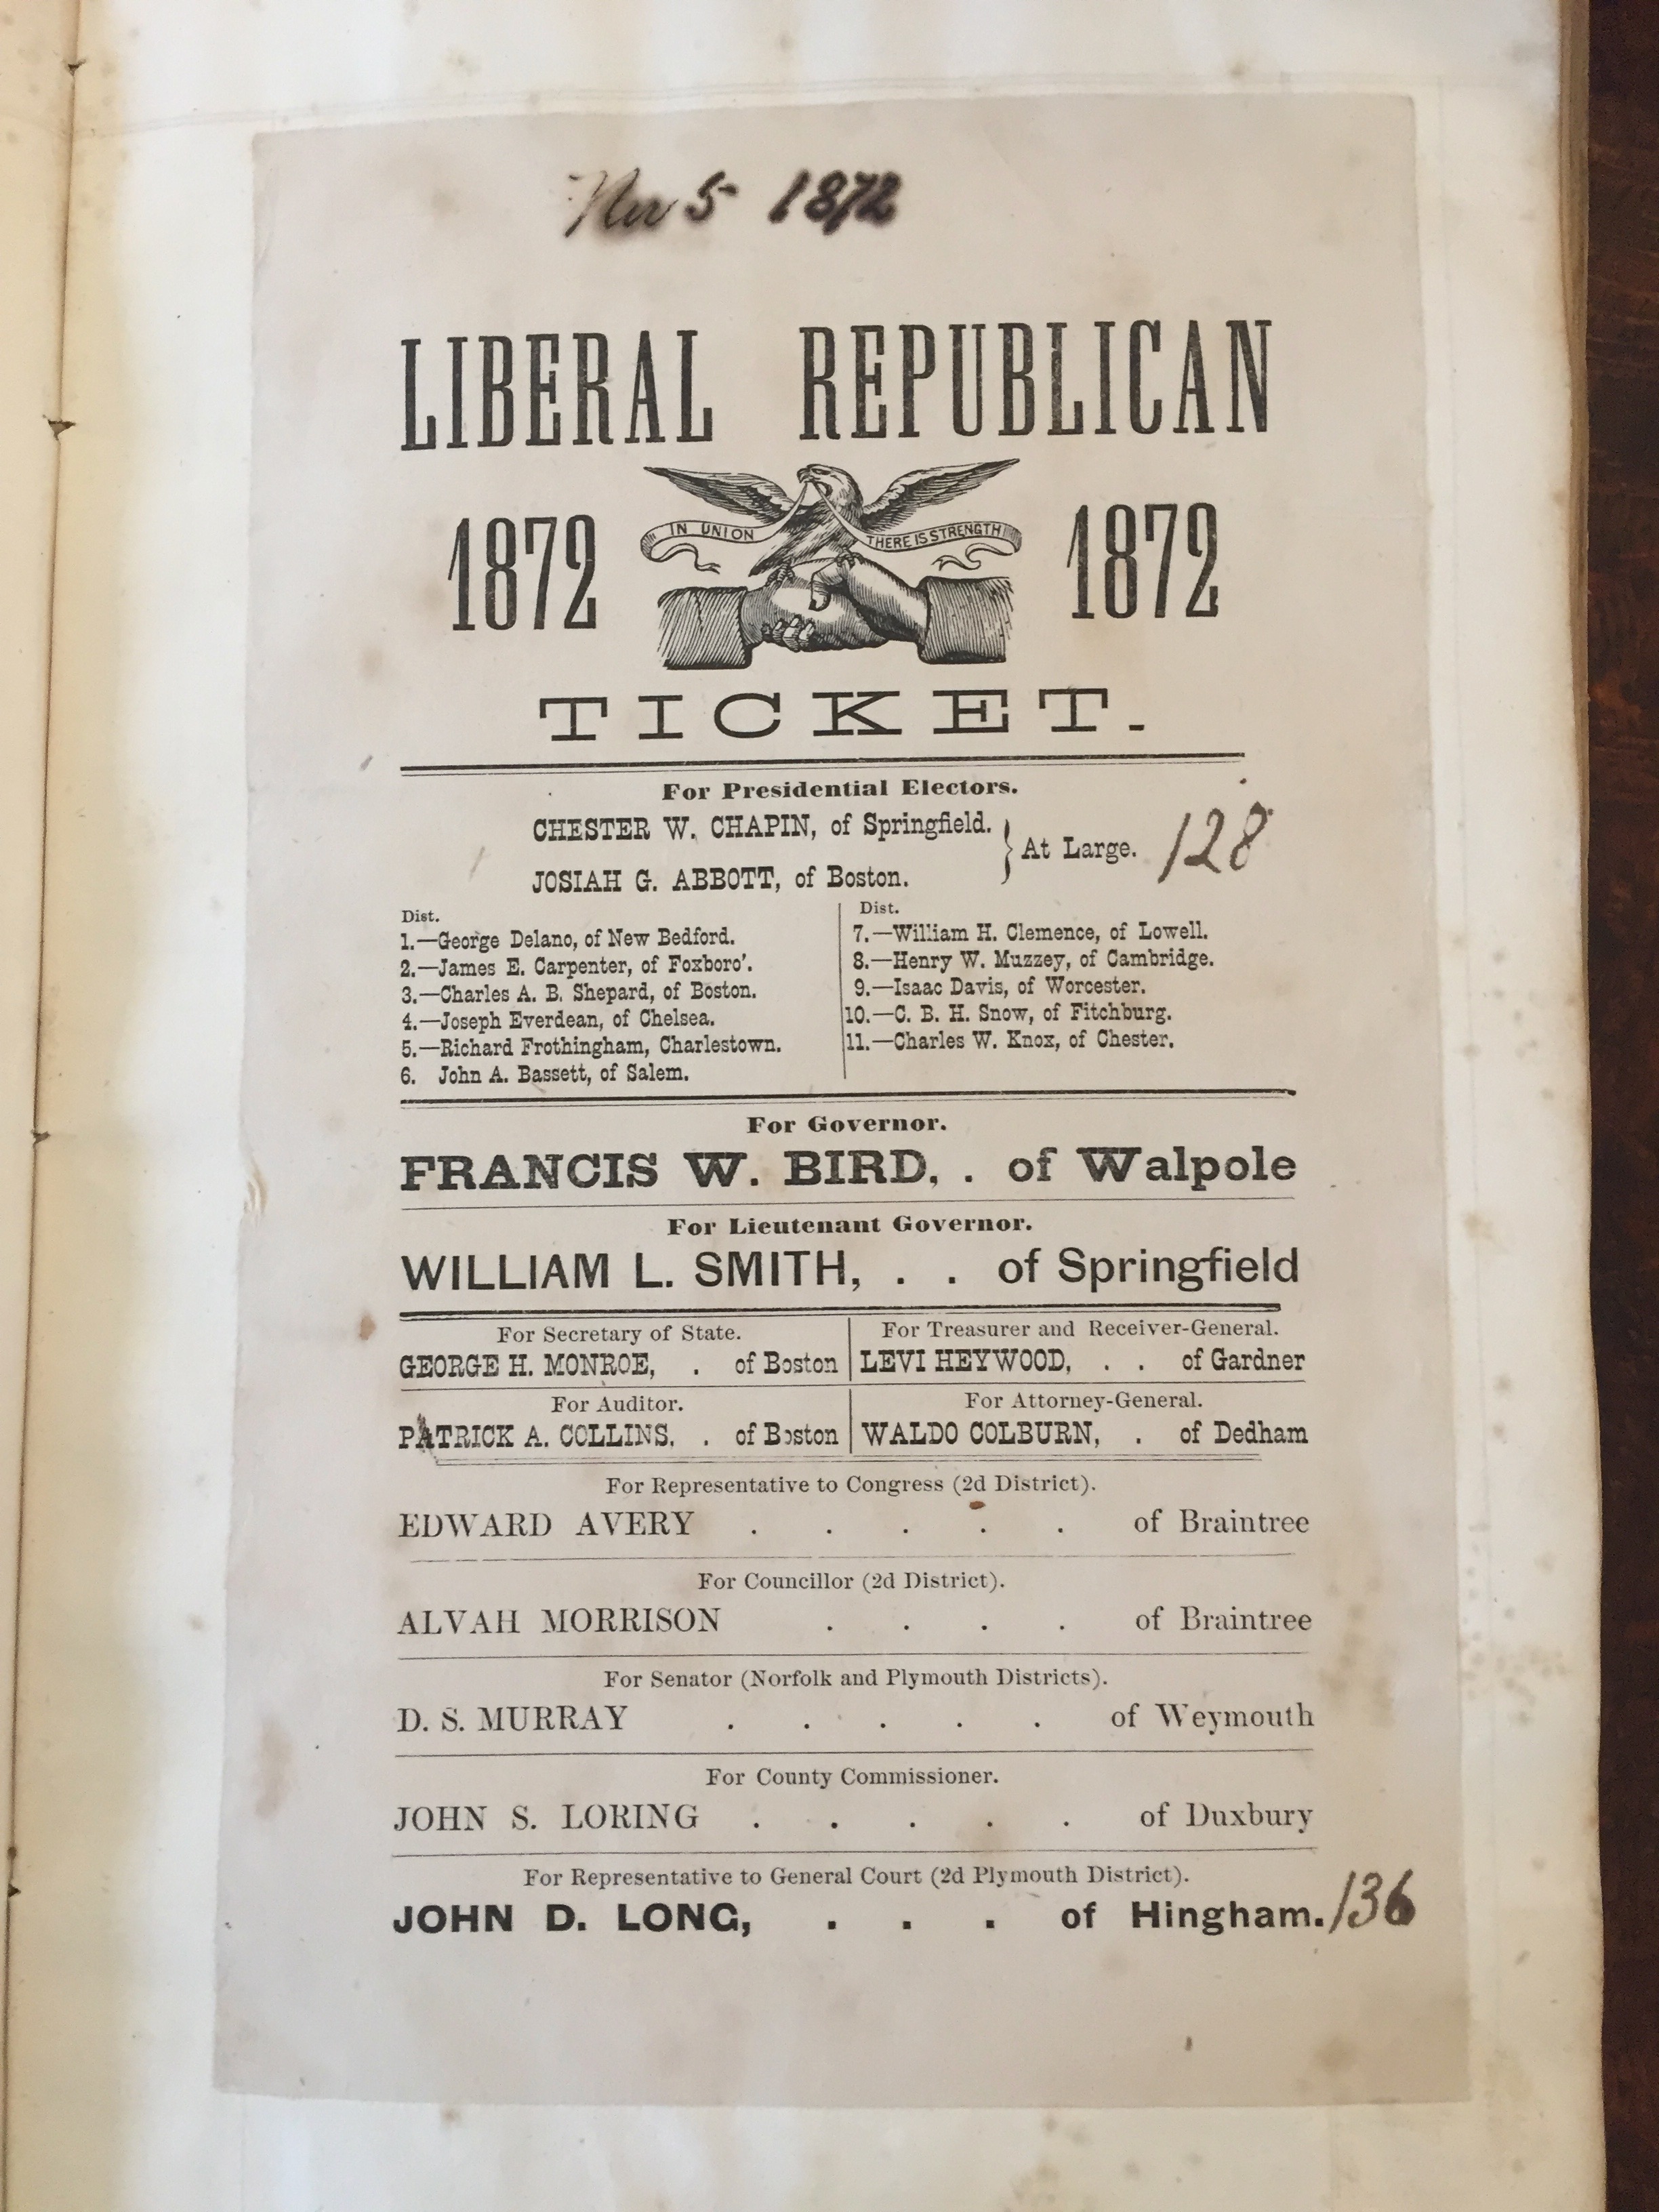 Nov 5 1872
LIBERAL REPUBLICAN
IN UNION THERE IS STRENGTH
1872 1872
TICKET.
For Presidential Electors.
CHESTER W. CHAPIN, of Springfield.
JOSIAH G. ABBOTT, of Boston.
} At Large. 128
Dist.
1.—George Delano, of New Bedford.
2.—James E. Carpenter, of Foxboro'.
3.—Charles A. B. Shepard, of Boston.
4.—Joseph Everdean, of Chelsea.
5.—Richard Frothingham, Charlestown.
6. John A. Bassett, of Salem.
Dist.
7.—William H. Clemence, of Lowell.
8.—Henry W. Muzzey, of Cambridge.
9.—Isaac Davis, of Worcester.
10.—C. B. H. Snow, of Fitchburg.
11.—Charles W. Knox, of Chester.
For Governor.
FRANCIS W. BIRD, . of Walpole
For Lieutenant Governor.
WILLIAM L. SMITH, . . of Springfield
For Secretary of State.
GEORGE H. MONROE, . of Boston
For Treasurer and Receiver-General.
LEVI HEYWOOD, . . of Gardner
For Auditor.
PATRICK A. COLLINS, . of Boston
For Attorney-General.
WALDO COLBURN, . of Dedham
For Representative to Congress (2d District).
EDWARD AVERY . . . . . of Braintree
For Councillor (2d District).
ALVAH MORRISON . . . . of Braintree
For Senator (Norfolk and Plymouth Districts).
D. S. MURRAY . . . . . of Weymouth
For County Commissioner.
JOHN S. LORING . . . . . of Duxbury
For Representative to General Court (2d Plymouth District).
JOHN D. LONG, . . . of Hingham. 136